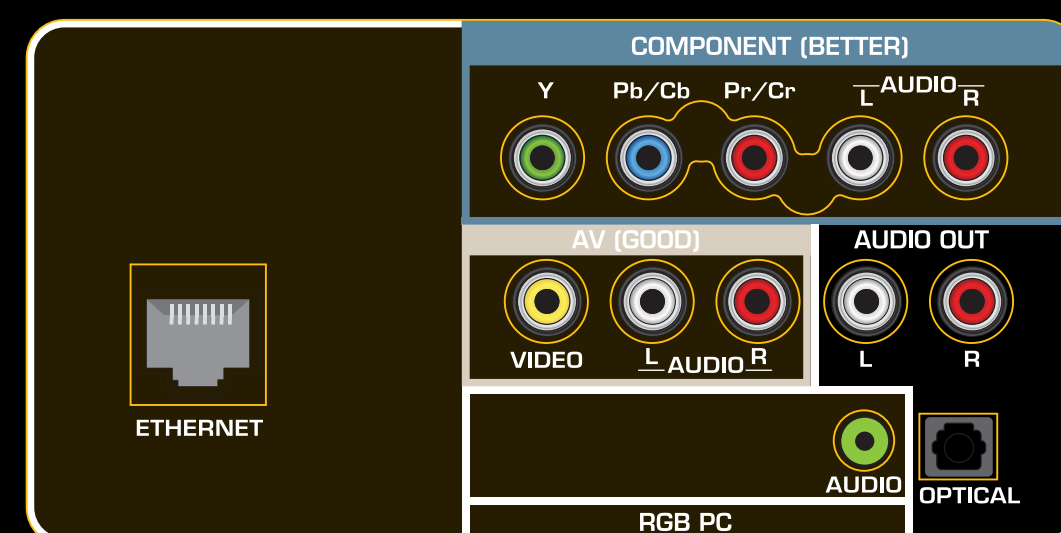 COMPONENT (BETTER)
Y Pb/Cb Pr/Cr L AUDIO R
AV (GOOD)
VIDEO L AUDIO R
AUDIO OUT
L R
ETHERNET
AUDIO
OPTICAL
RGB PC